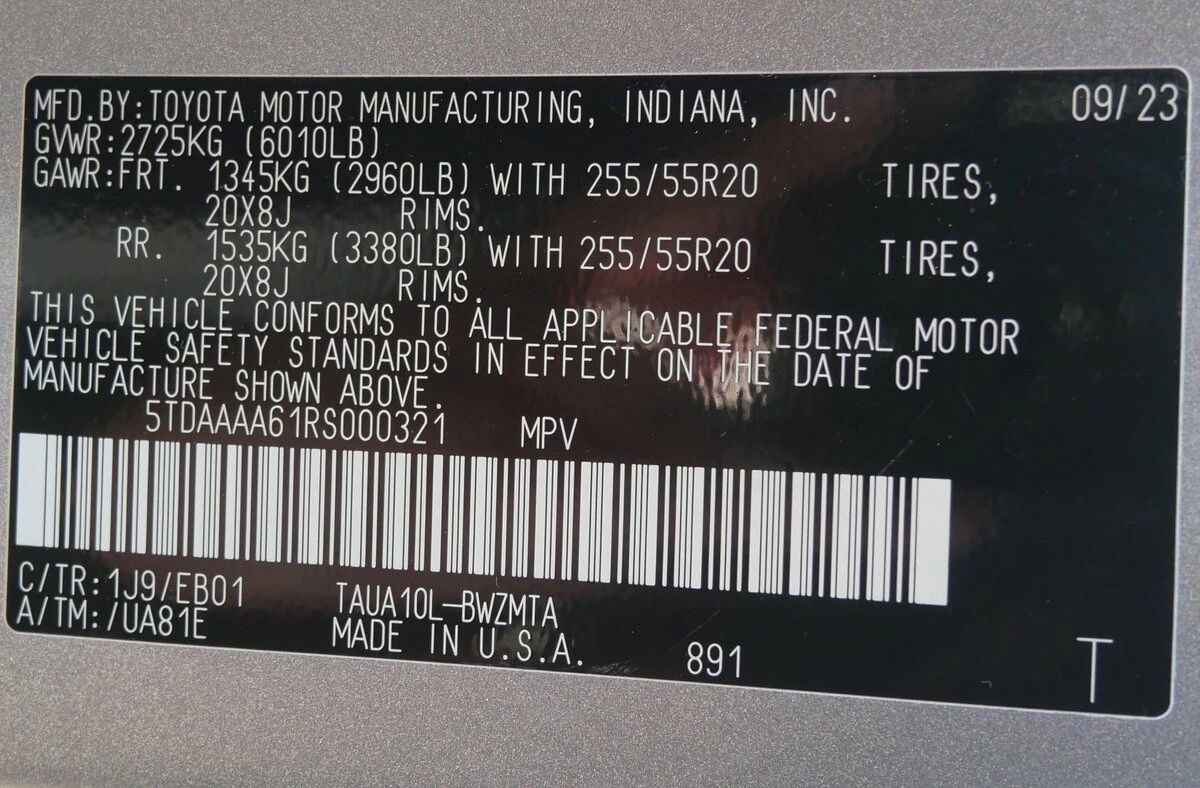 MFD.BY:TOYOTA MOTOR MANUFACTURING, INDIANA, INC. 09/23
GVWR:2725KG (6010LB)
GAWR:FRT. 1345KG (2960LB) WITH 255/55R20 TIRES,
20X8J RIMS.
RR. 1535KG (3380LB) WITH 255/55R20 TIRES,
20X8J RIMS.
THIS VEHICLE CONFORMS TO ALL APPLICABLE FEDERAL MOTOR
VEHICLE SAFETY STANDARDS IN EFFECT ON THE DATE OF
MANUFACTURE SHOWN ABOVE.
5TDAAAA61RS000321 MPV
C/TR:1J9/EB01 TAUA10L-BWZMTA
A/TM:/UA81E MADE IN U.S.A. 891 T